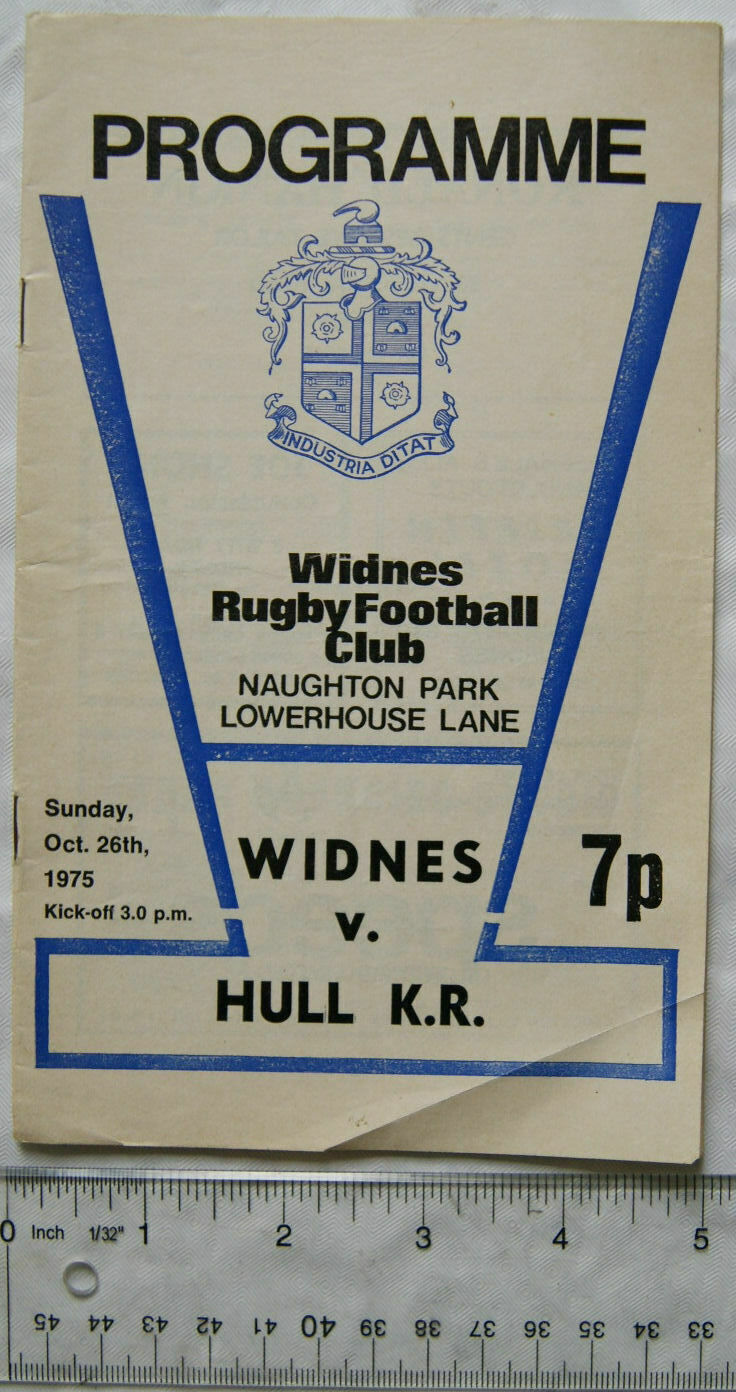 PROGRAMME
INDUSTRIA DITAT
Widnes
Rugby Football
Club
NAUGHTON PARK
LOWERHOUSE LANE
Sunday,
Oct. 26th,
1975
Kick-off 3.0 p.m.
WIDNES
v.
HULL K.R.
7p
0 Inch 1/32" 1 2 3 4 5
45 44 43 42 41 40 39 38 37 36 35 34 33